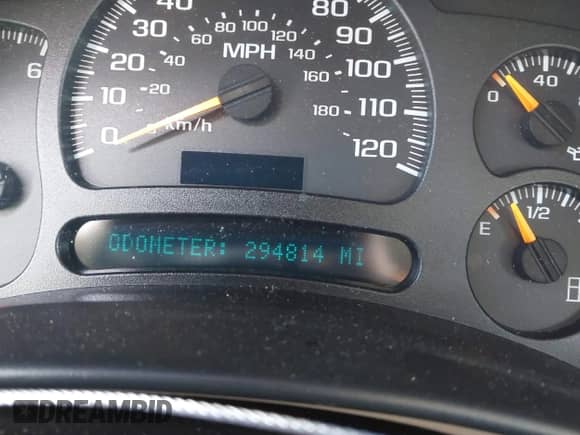 40 80
30 60 80 100 120 90
MPH
20 40 140 100
160
10 20 180 110
0 km/h 120
6
0 40
E 1/2
ODOMETER: 294814 MI
DREAMBID